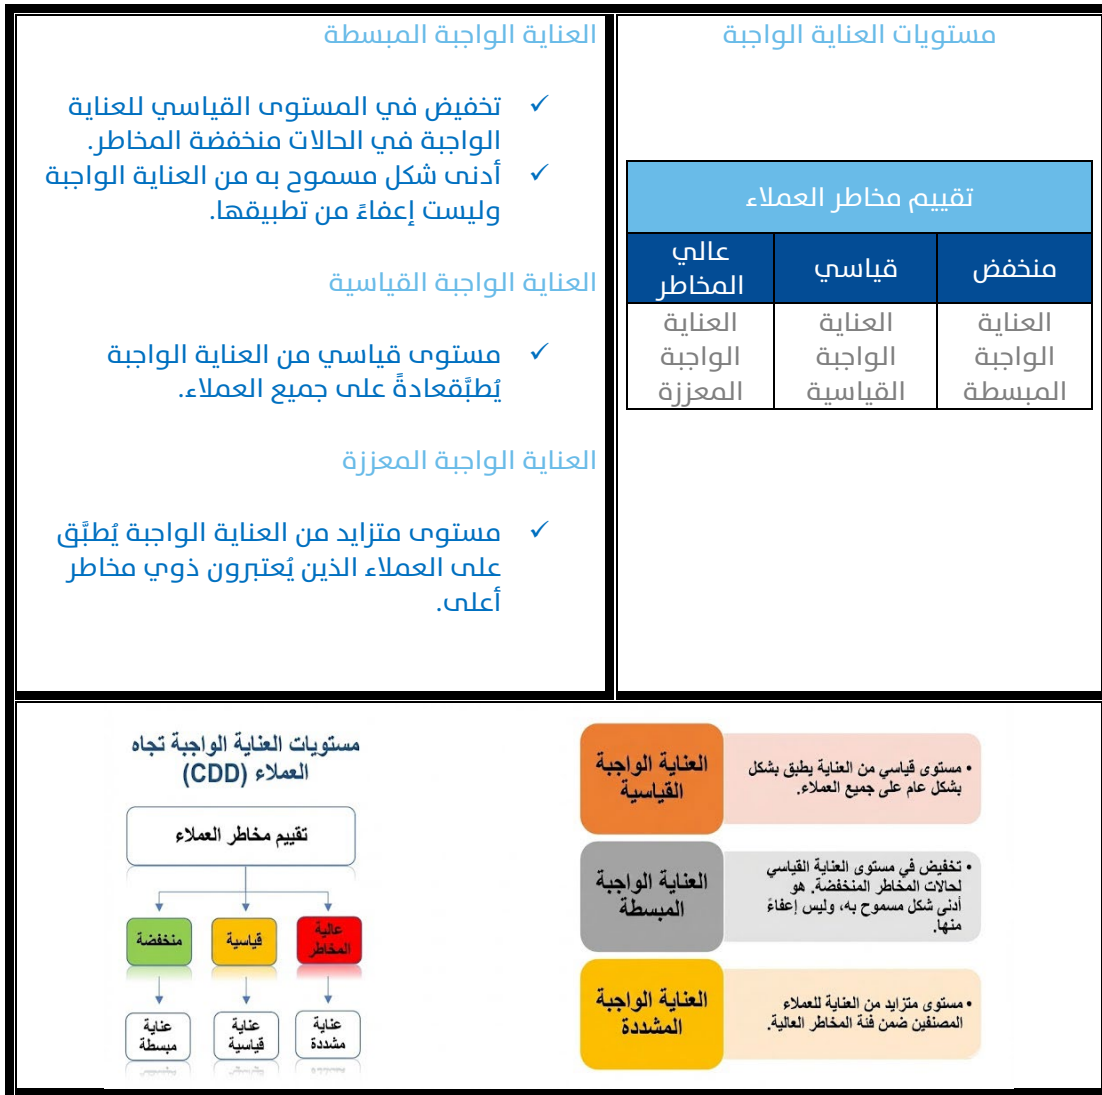 مستويات العناية الواجبة
تقييم مخاطر العملاء
منخفض
قياسي
عالي
المخاطر
العناية
الواجبة
المبسطة
العناية
الواجبة
القياسية
العناية
الواجبة
المعززة
العناية الواجبة المبسطة
✓ تخفيض في المستوى القياسي للعناية
الواجبة في الحالات منخفضة المخاطر.
✓ أدنى شكل مسموح به من العناية الواجبة
وليست إعفاءً من تطبيقها.
العناية الواجبة القياسية
✓ مستوى قياسي من العناية الواجبة
يُطبَّقعادةً على جميع العملاء.
العناية الواجبة المعززة
✓ مستوى متزايد من العناية الواجبة يُطبَّق
على العملاء الذين يُعتبرون ذوي مخاطر
أعلى.
العناية الواجبة
القياسية
• مستوى قياسي من العناية يطبق بشكل
بشكل عام على جميع العملاء.
العناية الواجبة
المبسطة
• تخفيض في مستوى العناية القياسي
لحالات المخاطر المنخفضة. هو
أدنى شكل مسموح به، وليس إعفاءً
منها.
العناية الواجبة
المشددة
• مستوى متزايد من العناية للعملاء
المصنفين ضمن فئة المخاطر العالية.
مستويات العناية الواجبة تجاه
العملاء (CDD)
تقييم مخاطر العملاء
عالية
المخاطر
قياسية
منخفضة
عناية
مشددة
عناية
قياسية
عناية
مبسطة